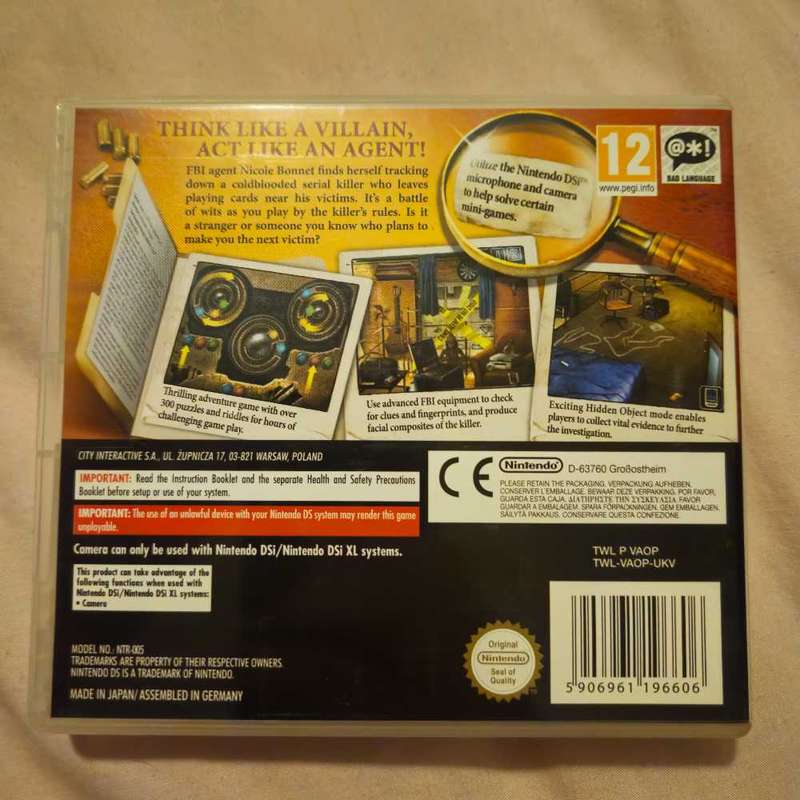 THINK LIKE A VILLAIN,
ACT LIKE AN AGENT!
FBI agent Nicole Bonnet finds herself tracking
down a coldblooded serial killer who leaves
playing cards near his victims. It's a battle
of wits as you play by the killer's rules. Is it
a stranger or someone you know who plans to
make you the next victim?
Utilize the Nintendo DSi™
microphone and camera
to help solve certain
mini-games.
12
www.pegi.info
@*!
BAD LANGUAGE
Thrilling adventure game with over
300 puzzles and riddles for hours of
challenging game play.
Use advanced FBI equipment to check
for clues and fingerprints, and produce
facial composites of the killer.
Exciting Hidden Object mode enables
players to collect vital evidence to further
the investigation.
CITY INTERACTIVE S.A., UL. ŻUPNICZA 17, 03-821 WARSAW, POLAND
IMPORTANT: Read the Instruction Booklet and the separate Health and Safety Precautions
Booklet before setup or use of your system.
IMPORTANT: The use of an unlawful device with your Nintendo DS system may render this game
unplayable.
Camera can only be used with Nintendo DSi/Nintendo DSi XL systems.
This product can take advantage of the
following functions when used with
Nintendo DSi/Nintendo DSi XL systems:
• Camera
CE
Nintendo® D-63760 Großostheim
PLEASE RETAIN THE PACKAGING. VERPACKUNG AUFHEBEN.
CONSERVER L'EMBALLAGE. BEWAAR DEZE VERPAKKING. POR FAVOR,
GUARDA ESTA CAJA. ΔΙΑΤΗΡΗΣΤΕ ΤΗΝ ΣΥΣΚΕΥΑΣΙΑ. FAVOR
GUARDAR A EMBALAGEM. SPARA FÖRPACKNINGEN. GEM EMBALLAGEN.
SÄILYTÄ PAKKAUS. CONSERVARE QUESTA CONFEZIONE.
TWL P VAOP
TWL-VAOP-UKV
MODEL NO.: NTR-005
TRADEMARKS ARE PROPERTY OF THEIR RESPECTIVE OWNERS.
NINTENDO DS IS A TRADEMARK OF NINTENDO.
MADE IN JAPAN/ASSEMBLED IN GERMANY
Original
Nintendo
Seal of
Quality
5 906961 196606